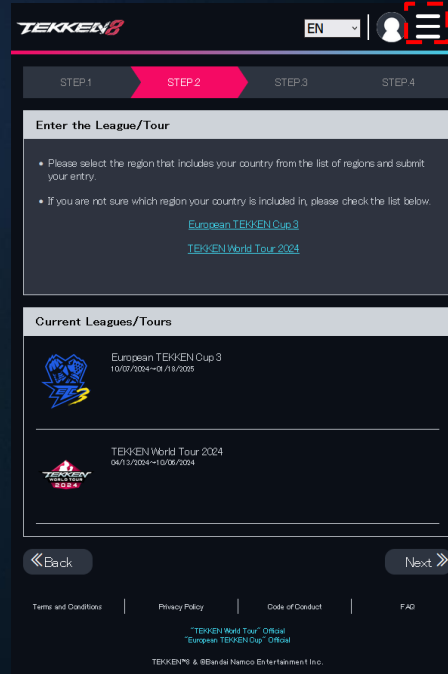 TEKKEN8
EN
STEP.1 STEP.2 STEP.3 STEP.4
Enter the League/Tour
• Please select the region that includes your country from the list of regions and submit
your entry.
• If you are not sure which region your country is included in, please check the list below.
European TEKKEN Cup 3
TEKKEN World Tour 2024
Current Leagues/Tours
European TEKKEN Cup 3
10/07/2024~01/18/2025
TEKKEN World Tour 2024
04/13/2024~10/06/2024
TEKKEN
WORLD TOUR
2024
Back
Next
Terms and Conditions Privacy Policy Code of Conduct FAQ
"TEKKEN World Tour" Official
"European TEKKEN Cup" Official
TEKKEN™8 & ©Bandai Namco Entertainment Inc.